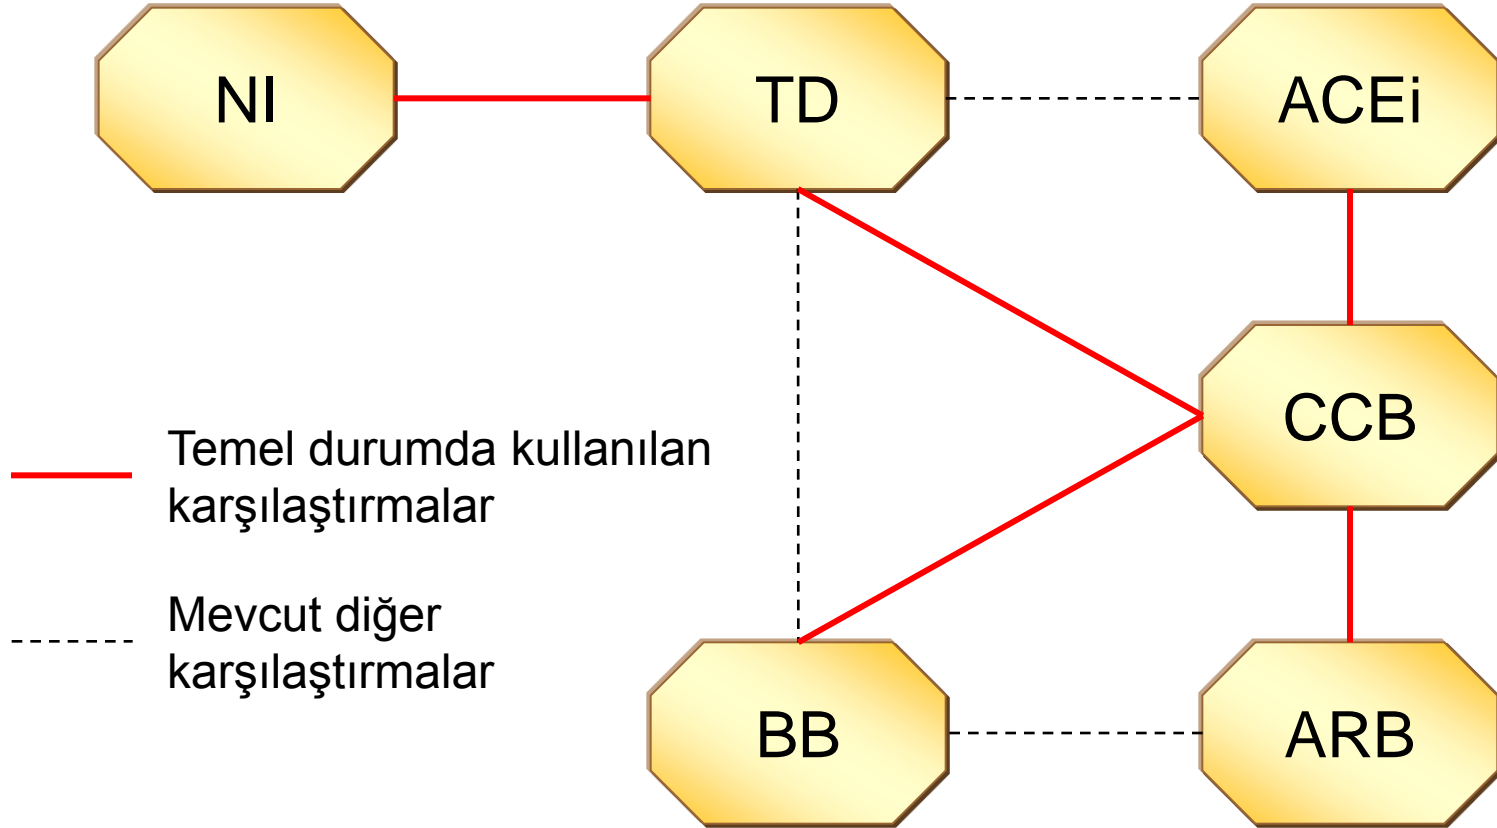 NI
TD
ACEi
CCB
Temel durumda kullanılan
karşılaştırmalar
Mevcut diğer
karşılaştırmalar
BB
ARB